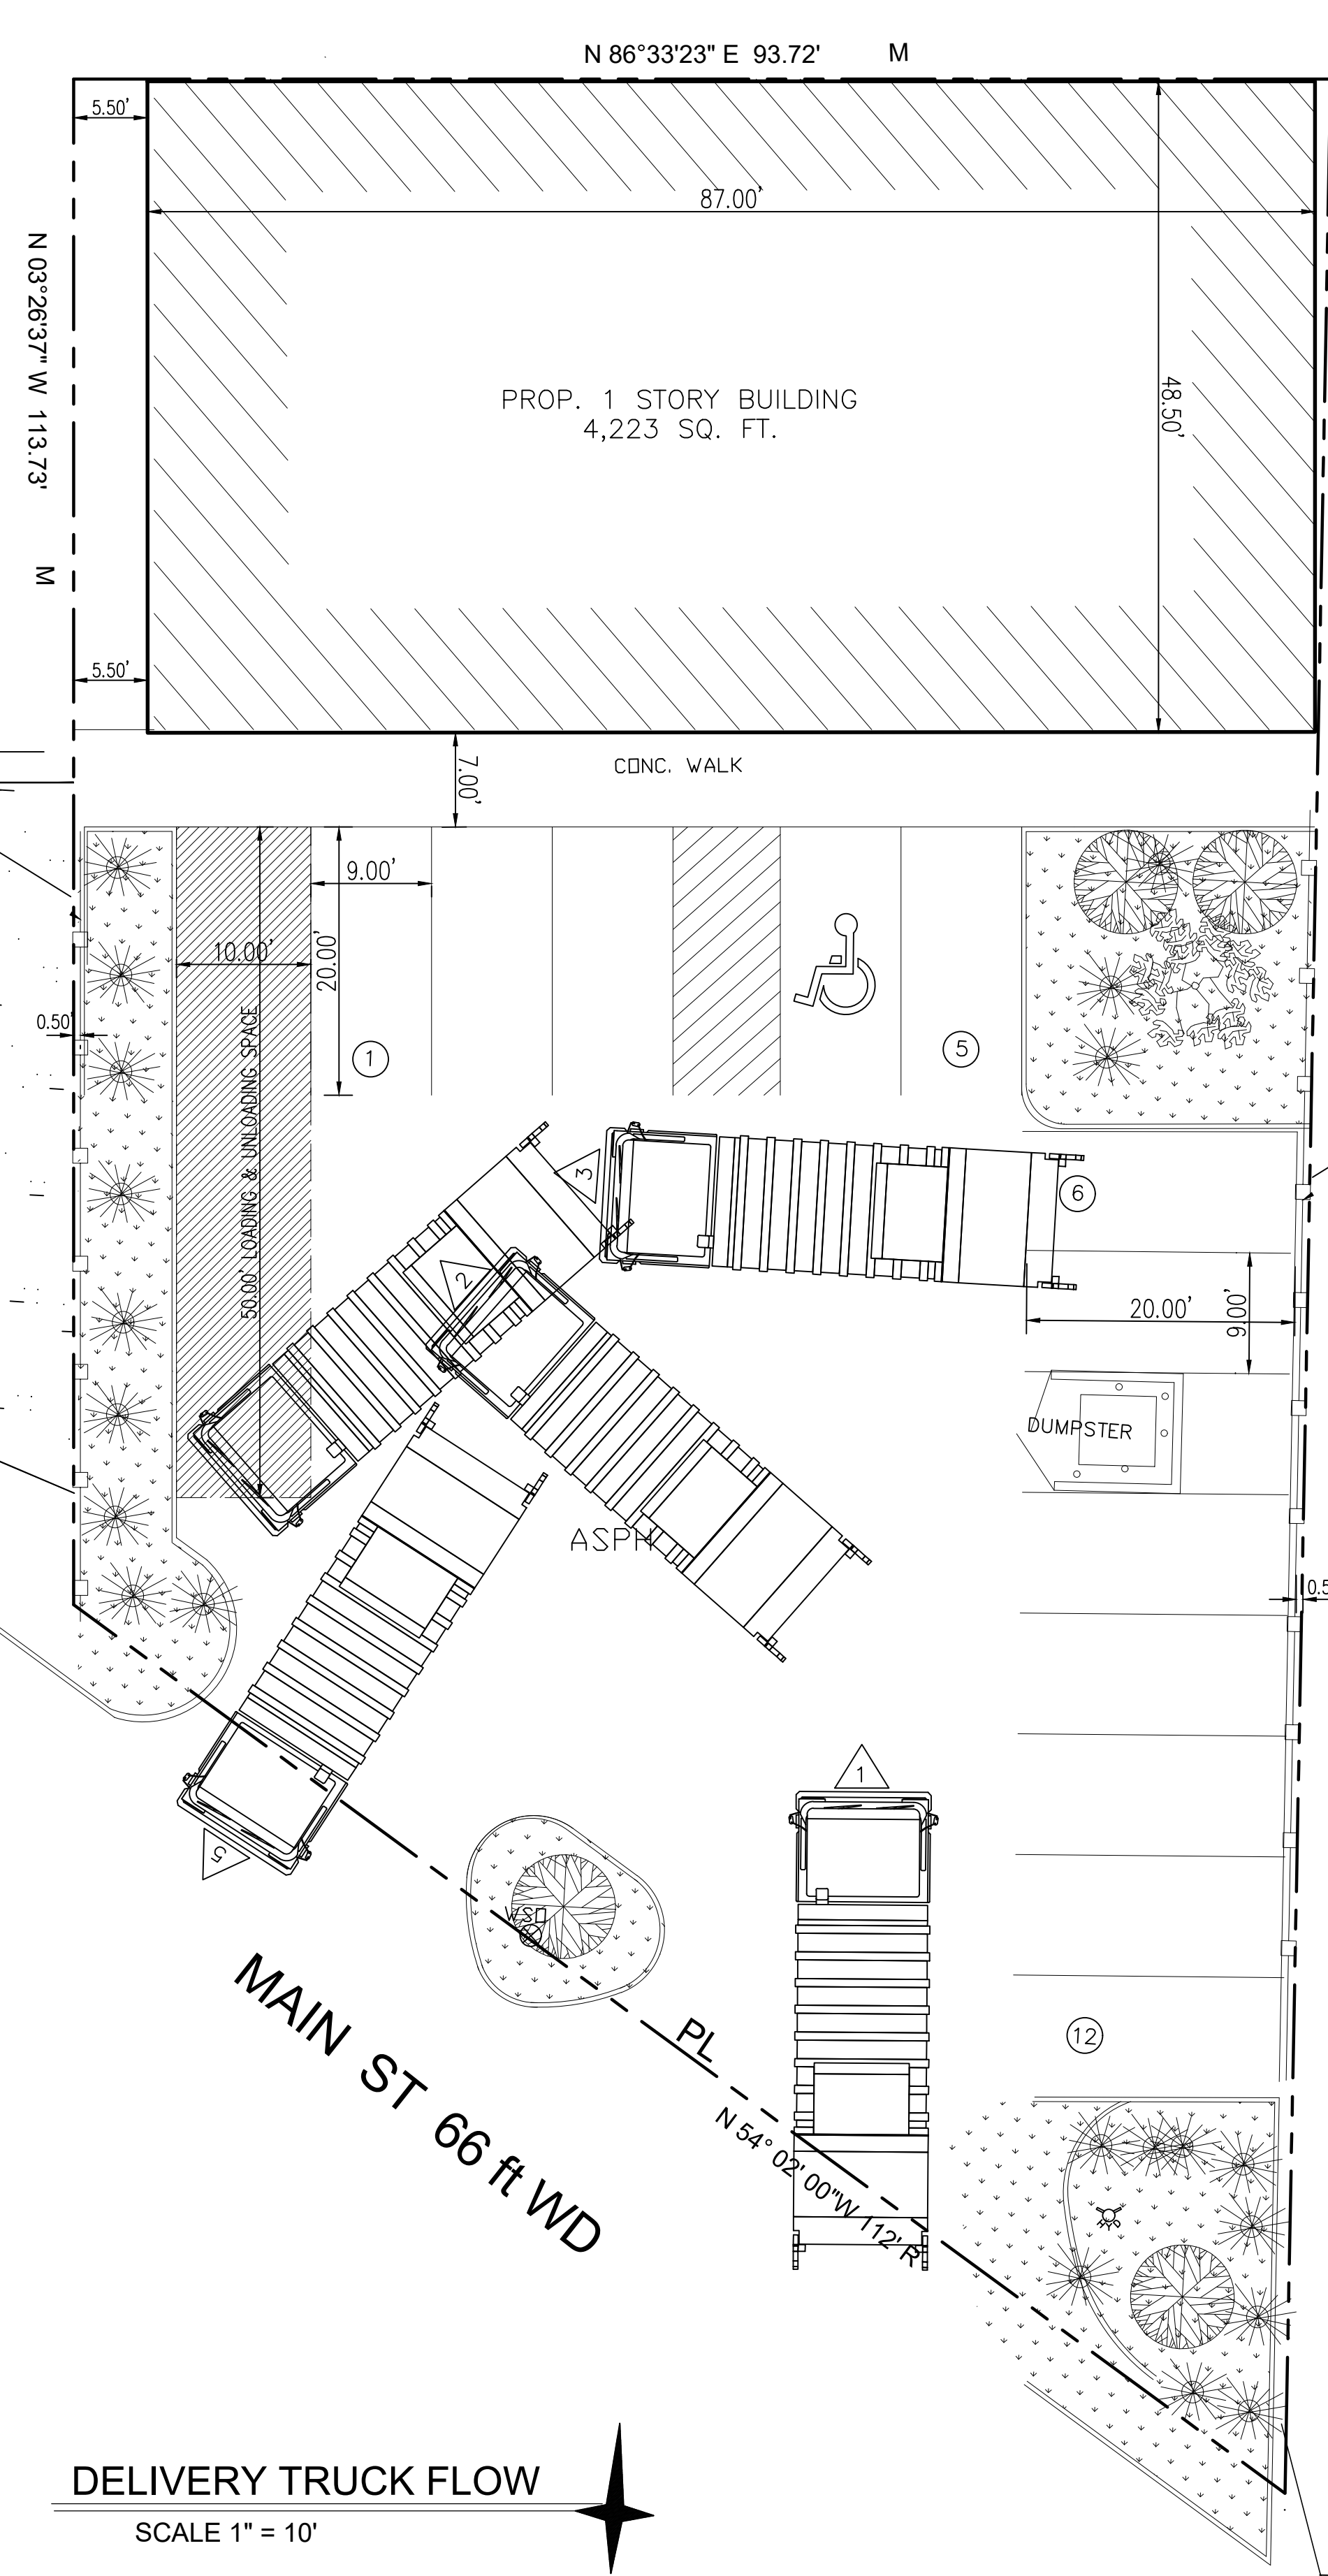 N 86°33'23" E 93.72' M
5.50'
87.00'
N 03°26'37" W 113.73' M
PROP. 1 STORY BUILDING
4,223 SQ. FT.
48.50'
5.50'
7.00'
CONC. WALK
9.00'
10.00'
20.00'
0.50'
50.00' LOADING & UNLOADING SPACE
1
5
3
6
2
20.00'
9.00'
DUMPSTER
ASPH
0.5
1
5
WSO
PL
12
MAIN ST 66 ft WD
N 54° 02' 00"W 112' R
DELIVERY TRUCK FLOW
SCALE 1" = 10'